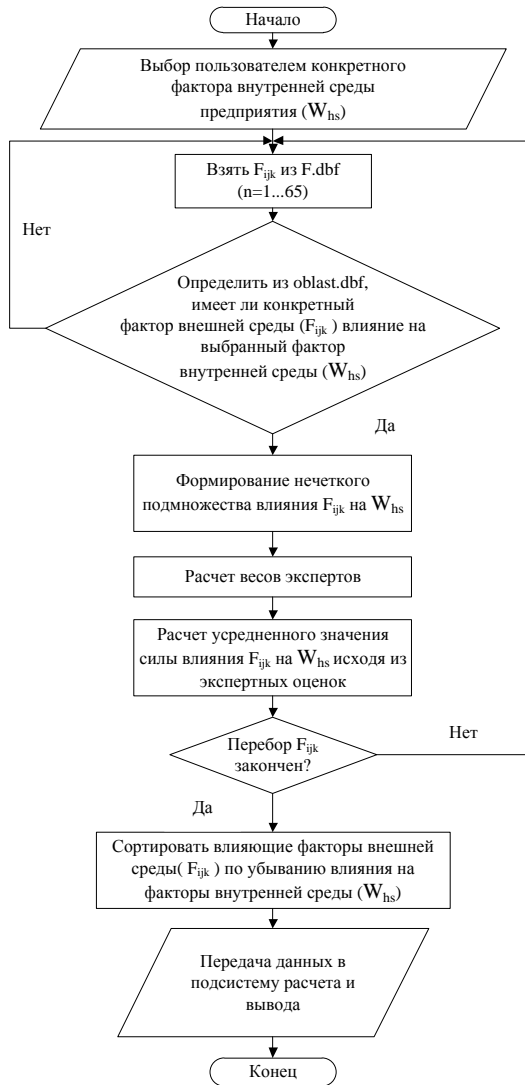 Начало
Выбор пользователем конкретного
фактора внутренней среды
предприятия (Whs)
Взять Fijk из F.dbf
(n=1...65)
Нет
Определить из oblast.dbf,
имеет ли конкретный
фактор внешней среды (Fijk ) влияние на
выбранный фактор
внутренней среды (Whs)
Да
Формирование нечеткого
подмножества влияния Fijk на Whs
Расчет весов экспертов
Расчет усредненного значения
силы влияния Fijk на Whs исходя из
экспертных оценок
Перебор Fijk
закончен?
Нет
Да
Сортировать влияющие факторы внешней
среды( Fijk ) по убыванию влияния на
факторы внутренней среды (Whs)
Передача данных в
подсистему расчета и
вывода
Конец